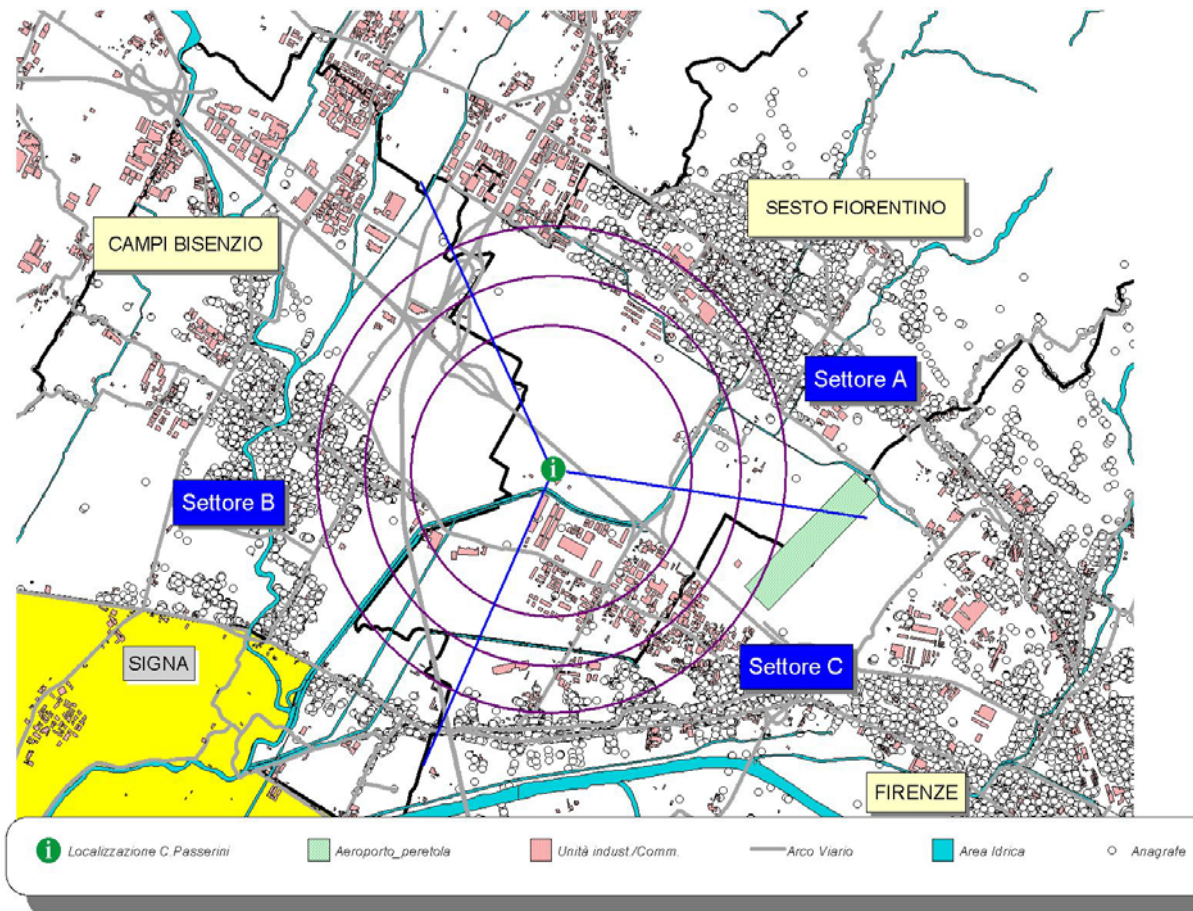 SESTO FIORENTINO
CAMPI BISENZIO
Settore A
Settore B
SIGNA
Settore C
FIRENZE
i Localizzazione C.Passerini
Aeroporto_peretola
Unità indust./Comm.
Arco Viario
Area Idrica
Anagrafe